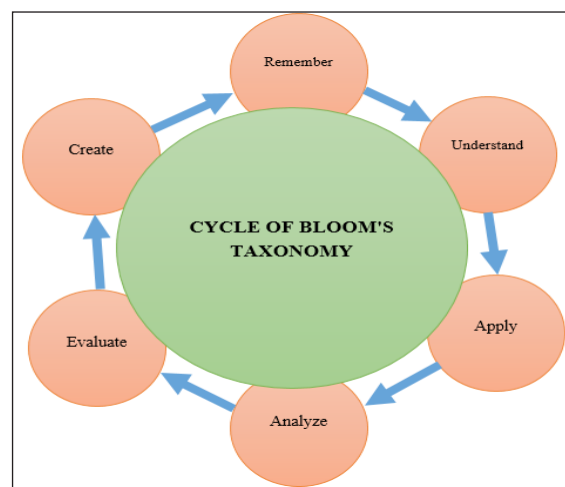 Remember
Understand
Apply
Analyze
Evaluate
Create
CYCLE OF BLOOM'S
TAXONOMY